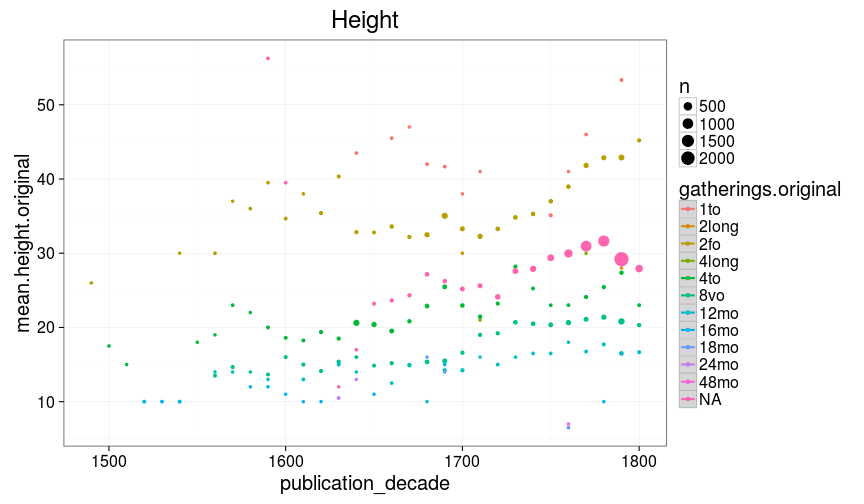 Height
mean.height.original
50
40
30
20
10
1500
1600
1700
1800
publication_decade
n
500
1000
1500
2000
gatherings.original
1to
2long
2fo
4long
4to
8vo
12mo
16mo
18mo
24mo
48mo
NA